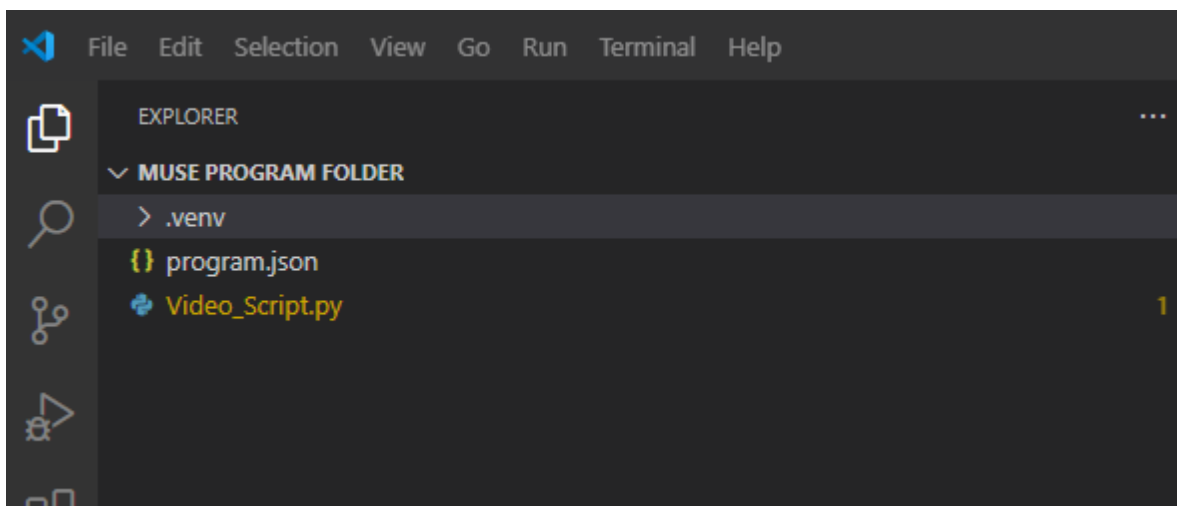 File Edit Selection View Go Run Terminal Help
EXPLORER ...
MUSE PROGRAM FOLDER
> .venv
{} program.json
Video_Script.py 1